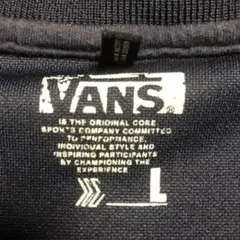 VANS®
IS THE ORIGINAL CORE
SPORTS COMPANY COMMITTED
TO PERFORMANCE,
INDIVIDUAL STYLE AND
INSPIRING PARTICIPANTS
BY CHAMPIONING THE
EXPERIENCE
L